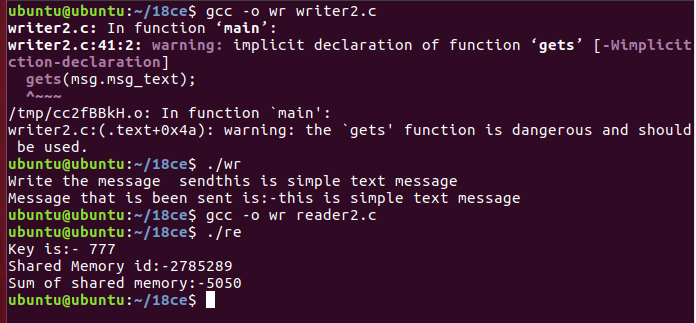 ubuntu@ubuntu:~/18ce$ gcc -o wr writer2.c
writer2.c: In function ‘main’:
writer2.c:41:2: warning: implicit declaration of function ‘gets’ [-Wimplicit
ction-declaration]
gets(msg.msg_text);
^~~~
/tmp/cc2fBBkH.o: In function `main':
writer2.c:(.text+0x4a): warning: the `gets' function is dangerous and should
be used.
ubuntu@ubuntu:~/18ce$ ./wr
Write the message  sendthis is simple text message
Message that is been sent is:-this is simple text message
ubuntu@ubuntu:~/18ce$ gcc -o wr reader2.c
ubuntu@ubuntu:~/18ce$ ./re
Key is:- 777
Shared Memory id:-2785289
Sum of shared memory:-5050
ubuntu@ubuntu:~/18ce$